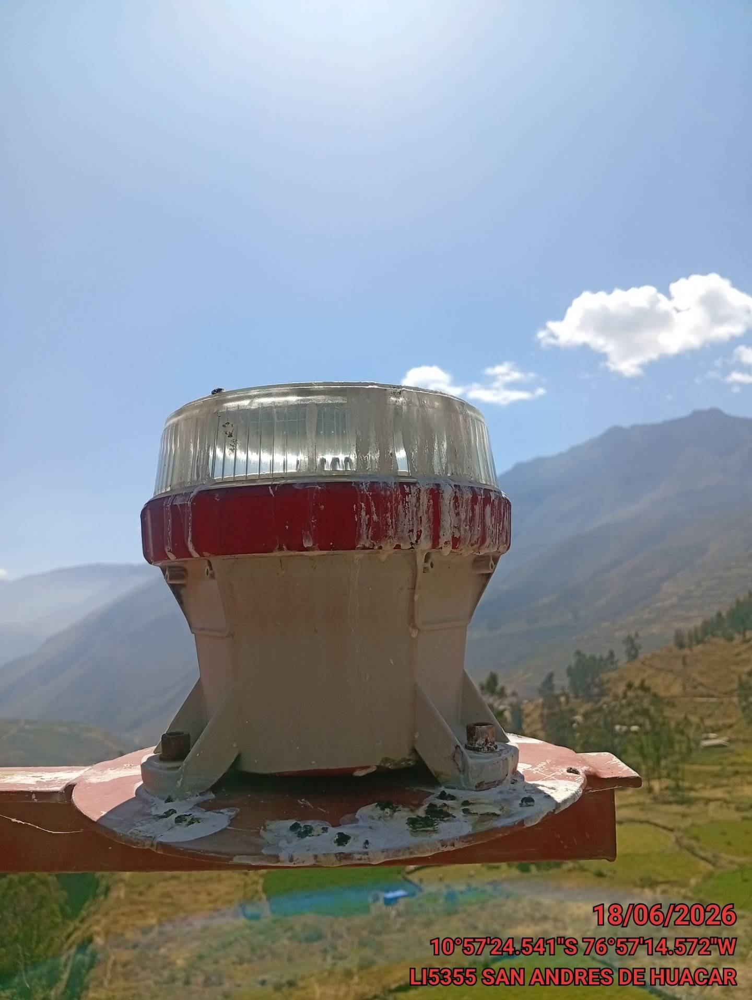 18/06/2026
10°57'24.541"S 76°57'14.572"W
LI5355 SAN ANDRES DE HUACAR